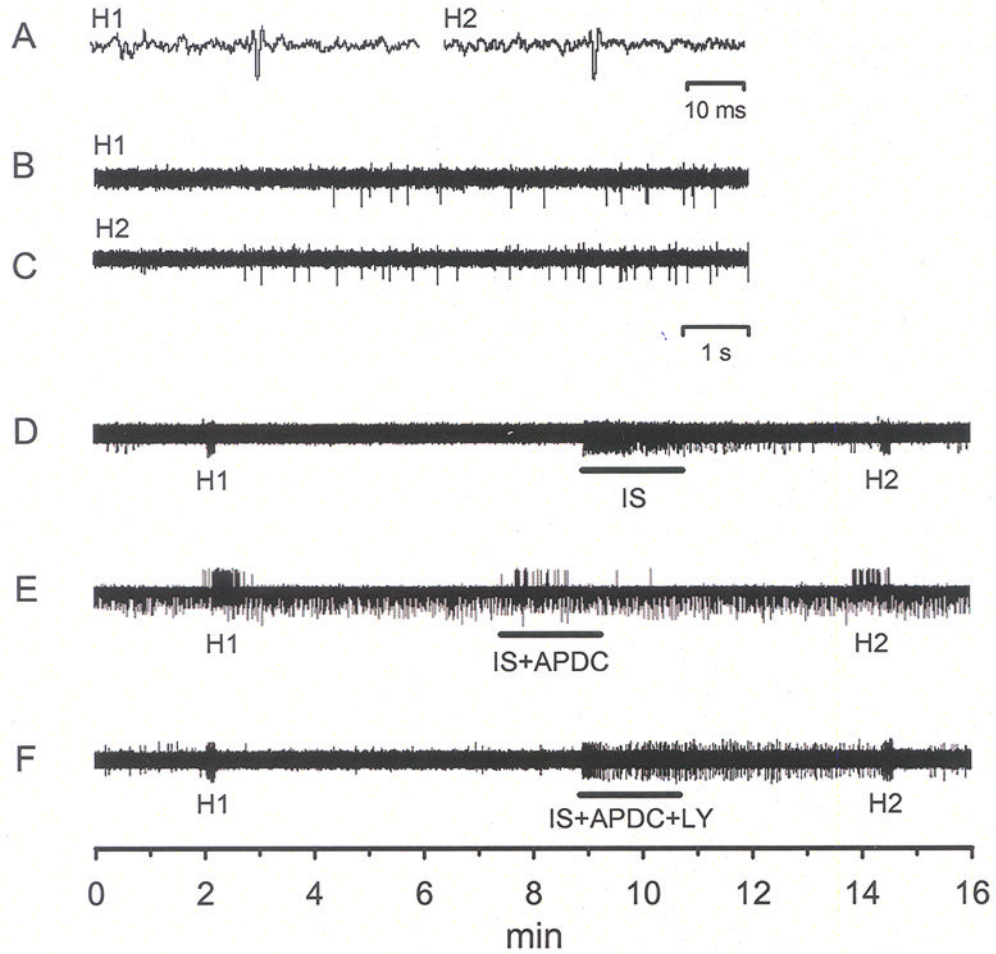 A H1 H2
10 ms
B H1
C H2
1 s
D
H1 IS H2
E
H1 IS+APDC H2
F
H1 IS+APDC+LY H2
0 2 4 6 8 10 12 14 16
min